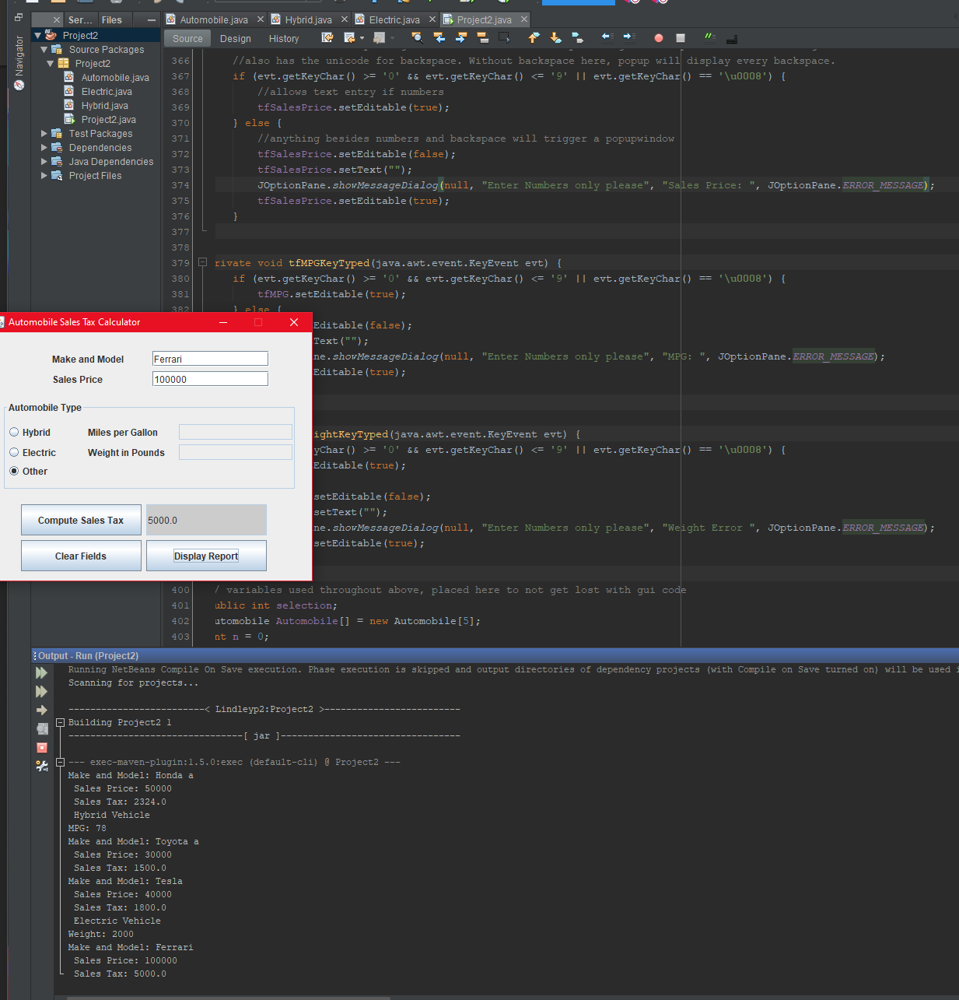 Automobile.java
Hybrid.java
Electric.java
Project2.java
Ser...
Files
Source
Design
History
Navigator
Project2
Source Packages
Project2
Automobile.java
Electric.java
Hybrid.java
Project2.java
Test Packages
Dependencies
Java Dependencies
Project Files
366 //also has the unicode for backspace. Without backspace here, popup will display every backspace.
367 if (evt.getKeyChar() >= '0' && evt.getKeyChar() <= '9' || evt.getKeyChar() == '\u0008') {
368 //allows text entry if numbers
369 tfSalesPrice.setEditable(true);
370 } else {
371 //anything besides numbers and backspace will trigger a popupwindow
372 tfSalesPrice.setEditable(false);
373 tfSalesPrice.setText("");
374 JOptionPane.showMessageDialog(null, "Enter Numbers only please", "Sales Price: ", JOptionPane.ERROR_MESSAGE);
375 tfSalesPrice.setEditable(true);
376 }
377
378
379 rivate void tfMPGKeyTyped(java.awt.event.KeyEvent evt) {
380 if (evt.getKeyChar() >= '0' && evt.getKeyChar() <= '9' || evt.getKeyChar() == '\u0008') {
381 tfMPG.setEditable(true);
382 } else {
Editable(false);
Text("");
ne.showMessageDialog(null, "Enter Numbers only please", "MPG: ", JOptionPane.ERROR_MESSAGE);
Editable(true);
ightKeyTyped(java.awt.event.KeyEvent evt) {
yChar() >= '0' && evt.getKeyChar() <= '9' || evt.getKeyChar() == '\u0008') {
Editable(true);
setEditable(false);
setText("");
ne.showMessageDialog(null, "Enter Numbers only please", "Weight Error ", JOptionPane.ERROR_MESSAGE);
setEditable(true);
400 / variables used throughout above, placed here to not get lost with gui code
401 ublic int selection;
402 utomobile Automobile[] = new Automobile[5];
403 nt n = 0;
Automobile Sales Tax Calculator
Make and Model Ferrari
Sales Price 100000
Automobile Type
Hybrid Miles per Gallon
Electric Weight in Pounds
Other
Compute Sales Tax 5000.0
Clear Fields Display Report
Output - Run (Project2)
Running NetBeans Compile On Save execution. Phase execution is skipped and output directories of dependency projects (with Compile on Save turned on) will be used i
Scanning for projects...
-------------------------< Lindleyp2:Project2 >-------------------------
Building Project2 1
--------------------------------[ jar ]---------------------------------
--- exec-maven-plugin:1.5.0:exec (default-cli) @ Project2 ---
Make and Model: Honda a
Sales Price: 50000
Sales Tax: 2324.0
Hybrid Vehicle
MPG: 78
Make and Model: Toyota a
Sales Price: 30000
Sales Tax: 1500.0
Make and Model: Tesla
Sales Price: 40000
Sales Tax: 1800.0
Electric Vehicle
Weight: 2000
Make and Model: Ferrari
Sales Price: 100000
Sales Tax: 5000.0